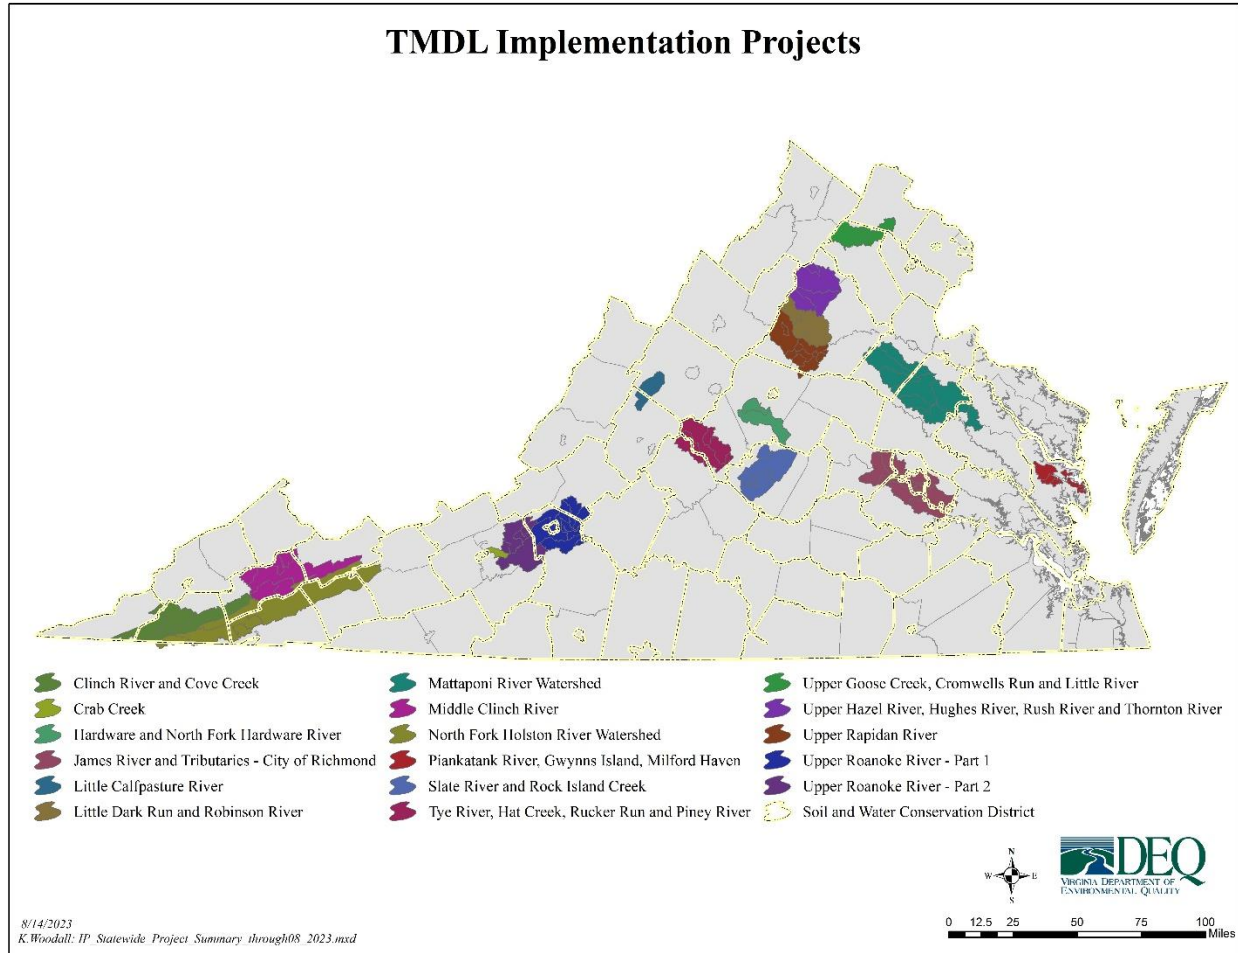 TMDL Implementation Projects
Clinch River and Cove Creek
Crab Creek
Hardware and North Fork Hardware River
James River and Tributaries - City of Richmond
Little Calfpasture River
Little Dark Run and Robinson River
Mattaponi River Watershed
Middle Clinch River
North Fork Holston River Watershed
Piankatank River, Gwynns Island, Milford Haven
Slate River and Rock Island Creek
Tye River, Hat Creek, Rucker Run and Piney River
Upper Goose Creek, Cromwells Run and Little River
Upper Hazel River, Hughes River, Rush River and Thornton River
Upper Rapidan River
Upper Roanoke River - Part 1
Upper Roanoke River - Part 2
Soil and Water Conservation District
N
W E
S
DEQ
VIRGINIA DEPARTMENT OF
ENVIRONMENTAL QUALITY
8/14/2023
K.Woodall: IP_Statewide_Project_Summary_through08_2023.mxd
0 12.5 25 50 75 100
Miles